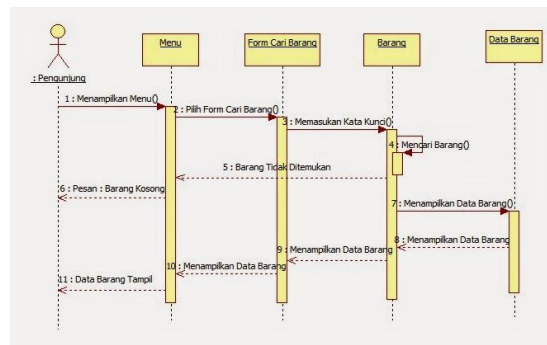 Menu
Form Cari Barang
Barang
Data Barang
: Pengunjung
1 : Menampilkan Menu()
2 : Pilih Form Cari Barang()
3 : Memasukan Kata Kunci()
4 : Mencari Barang()
5 : Barang Tidak Ditemukan
6 : Pesan : Barang Kosong
7 : Menampilkan Data Barang()
8 : Menampilkan Data Barang
9 : Menampilkan Data Barang
10 : Menampilkan Data Barang
11 : Data Barang Tampil